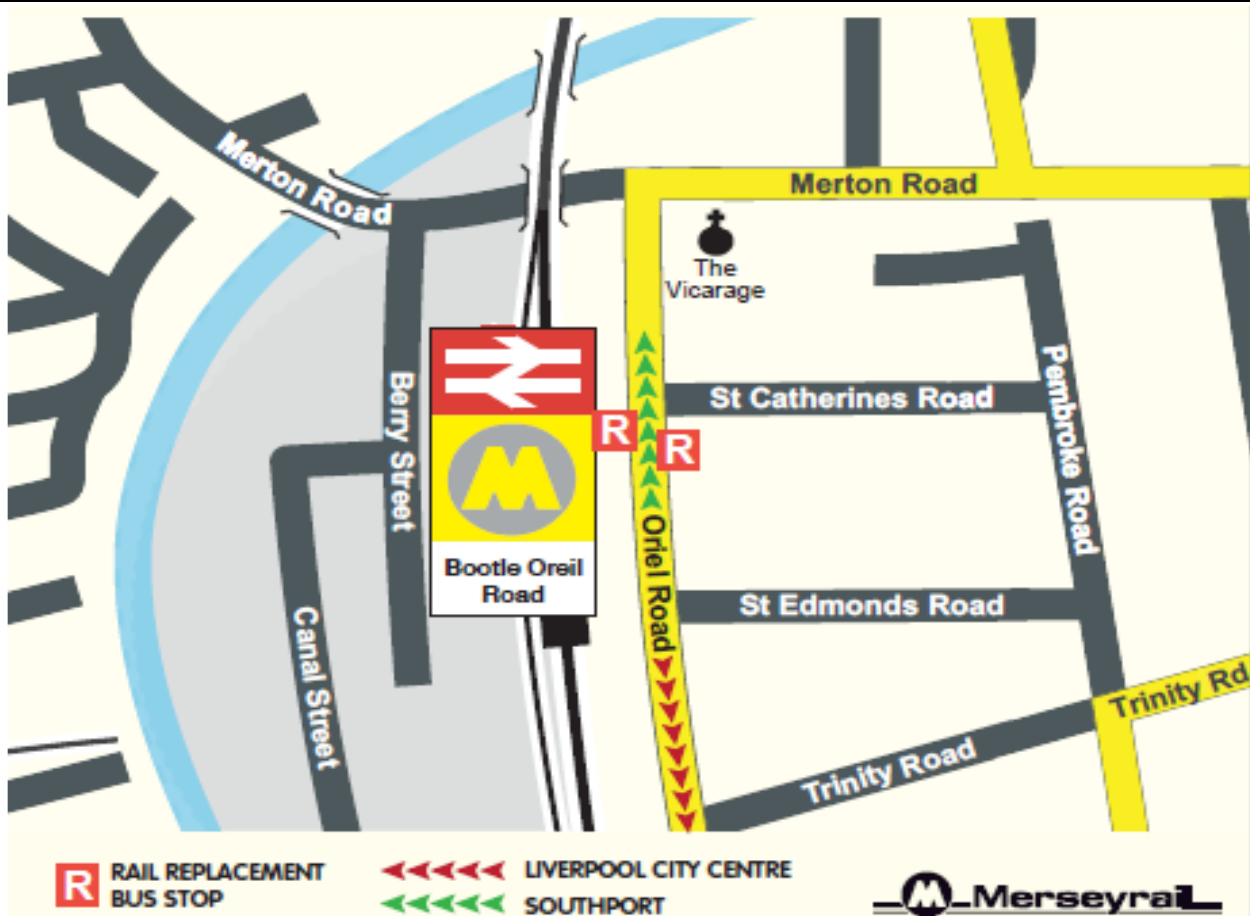 Merton Road
Merton Road
The
Vicarage
Berry Street
St Catherines Road
Pembroke Road
R
R
M
Bootle Oreil
Road
Oriel Road
St Edmonds Road
Canal Street
Trinity Rd
Trinity Road
R RAIL REPLACEMENT
BUS STOP
LIVERPOOL CITY CENTRE
SOUTHPORT
M Merseyrail